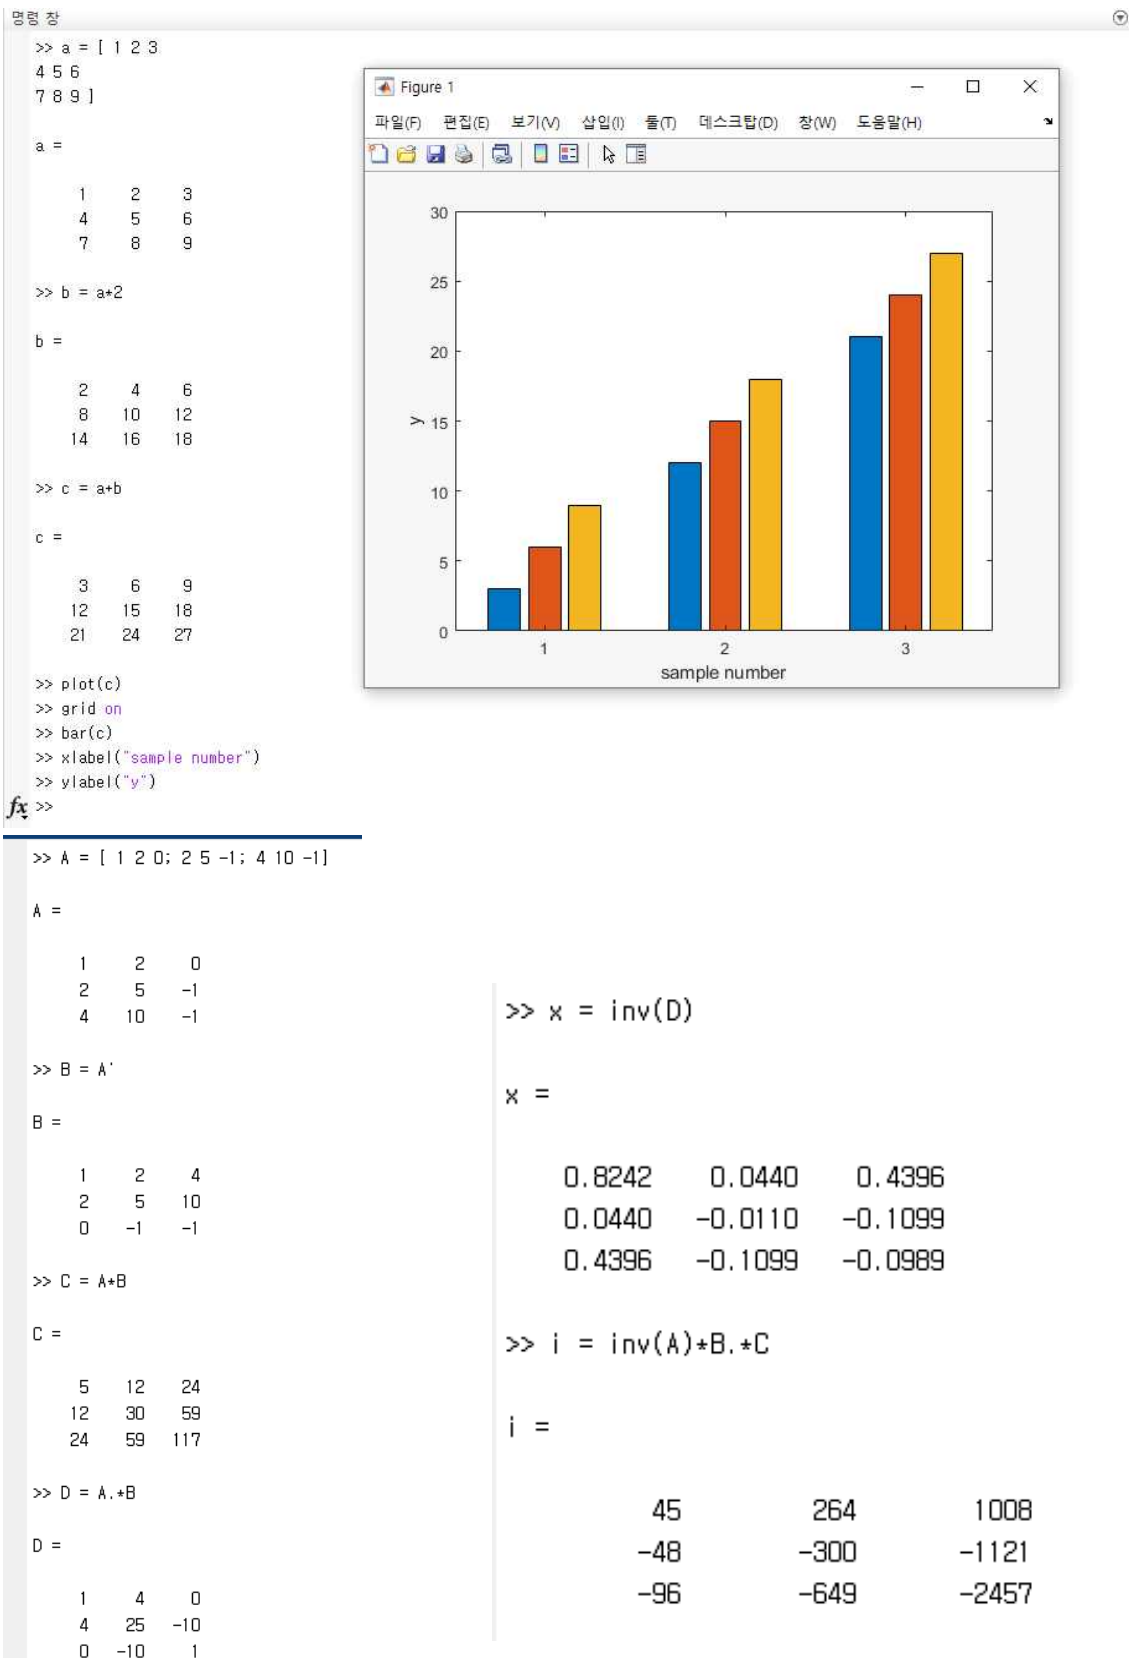 명령 창
>> a = [ 1 2 3
4 5 6
7 8 9 ]
a =
1 2 3
4 5 6
7 8 9
>> b = a*2
b =
2 4 6
8 10 12
14 16 18
>> c = a+b
c =
3 6 9
12 15 18
21 24 27
>> plot(c)
>> grid on
>> bar(c)
>> xlabel("sample number")
>> ylabel("y")
fx >>
Figure 1
파일(F) 편집(E) 보기(V) 삽입(I) 툴(T) 데스크탑(D) 창(W) 도움말(H)
30
25
20
15
10
5
0
y
1 2 3
sample number
>> A = [ 1 2 0; 2 5 -1; 4 10 -1]
A =
1 2 0
2 5 -1
4 10 -1
>> B = A'
B =
1 2 4
2 5 10
0 -1 -1
>> C = A*B
C =
5 12 24
12 30 59
24 59 117
>> D = A.*B
D =
1 4 0
4 25 -10
0 -10 1
>> x = inv(D)
x =
0.8242 0.0440 0.4396
0.0440 -0.0110 -0.1099
0.4396 -0.1099 -0.0989
>> i = inv(A)*B.*C
i =
45 264 1008
-48 -300 -1121
-96 -649 -2457